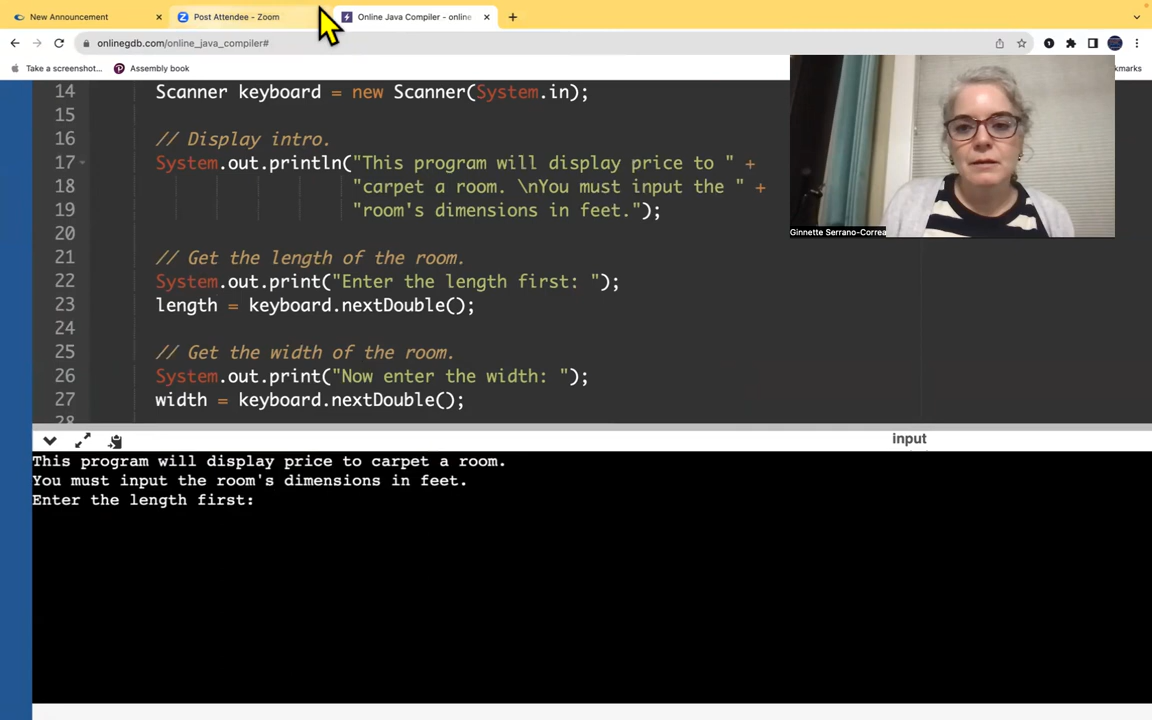 New Announcement
Post Attendee - Zoom
Online Java Compiler - online
onlinegdb.com/online_java_compiler#
Take a screenshot...
Assembly book
kmarks
14 Scanner keyboard = new Scanner(System.in);
15
16 // Display intro.
17 System.out.println("This program will display price to " +
18 "carpet a room. \nYou must input the " +
19 "room's dimensions in feet.");
20
21 // Get the length of the room.
22 System.out.print("Enter the length first: ");
23 length = keyboard.nextDouble();
24
25 // Get the width of the room.
26 System.out.print("Now enter the width: ");
27 width = keyboard.nextDouble();
28
Ginnette Serrano-Correa
input
This program will display price to carpet a room.
You must input the room's dimensions in feet.
Enter the length first: